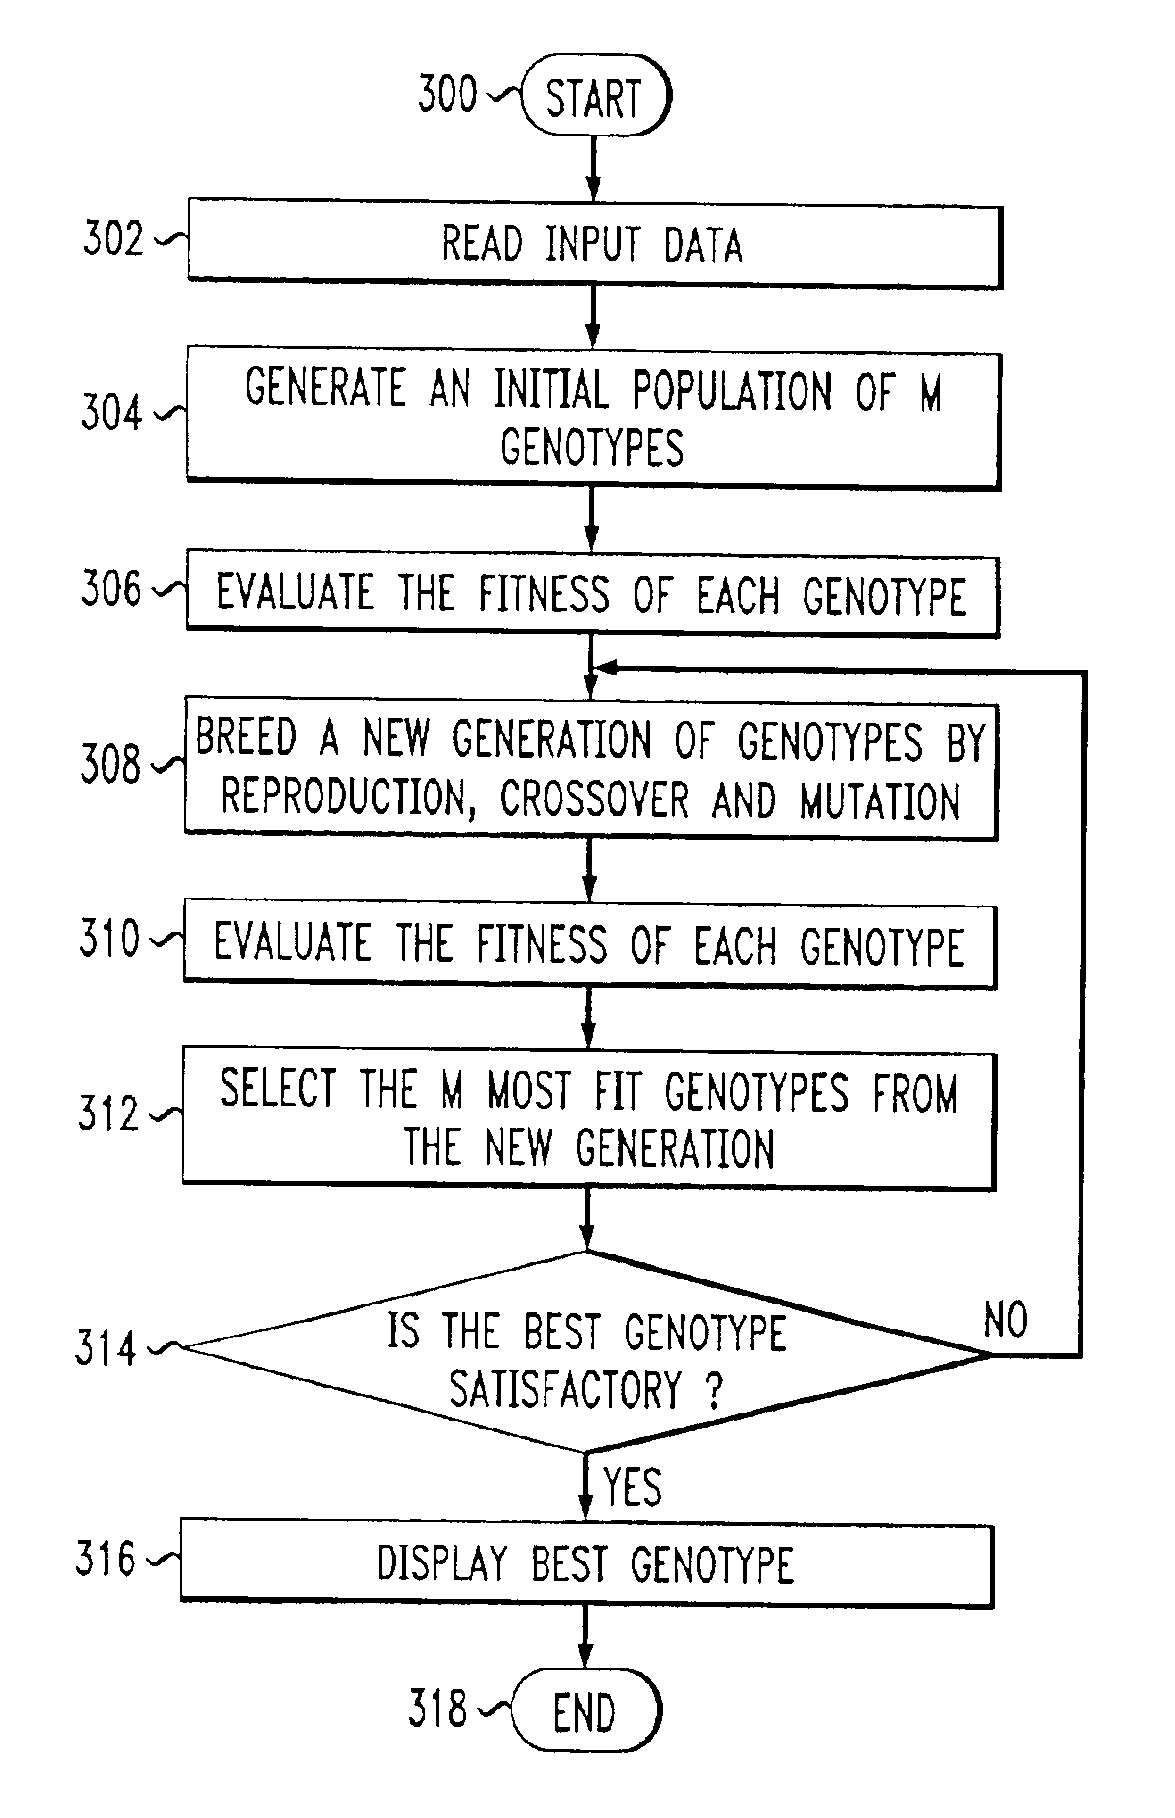 300 START
302 READ INPUT DATA
304 GENERATE AN INITIAL POPULATION OF M
GENOTYPES
306 EVALUATE THE FITNESS OF EACH GENOTYPE
308 BREED A NEW GENERATION OF GENOTYPES BY
REPRODUCTION, CROSSOVER AND MUTATION
310 EVALUATE THE FITNESS OF EACH GENOTYPE
312 SELECT THE M MOST FIT GENOTYPES FROM
THE NEW GENERATION
314 IS THE BEST GENOTYPE
SATISFACTORY ?
NO
YES
316 DISPLAY BEST GENOTYPE
318 END